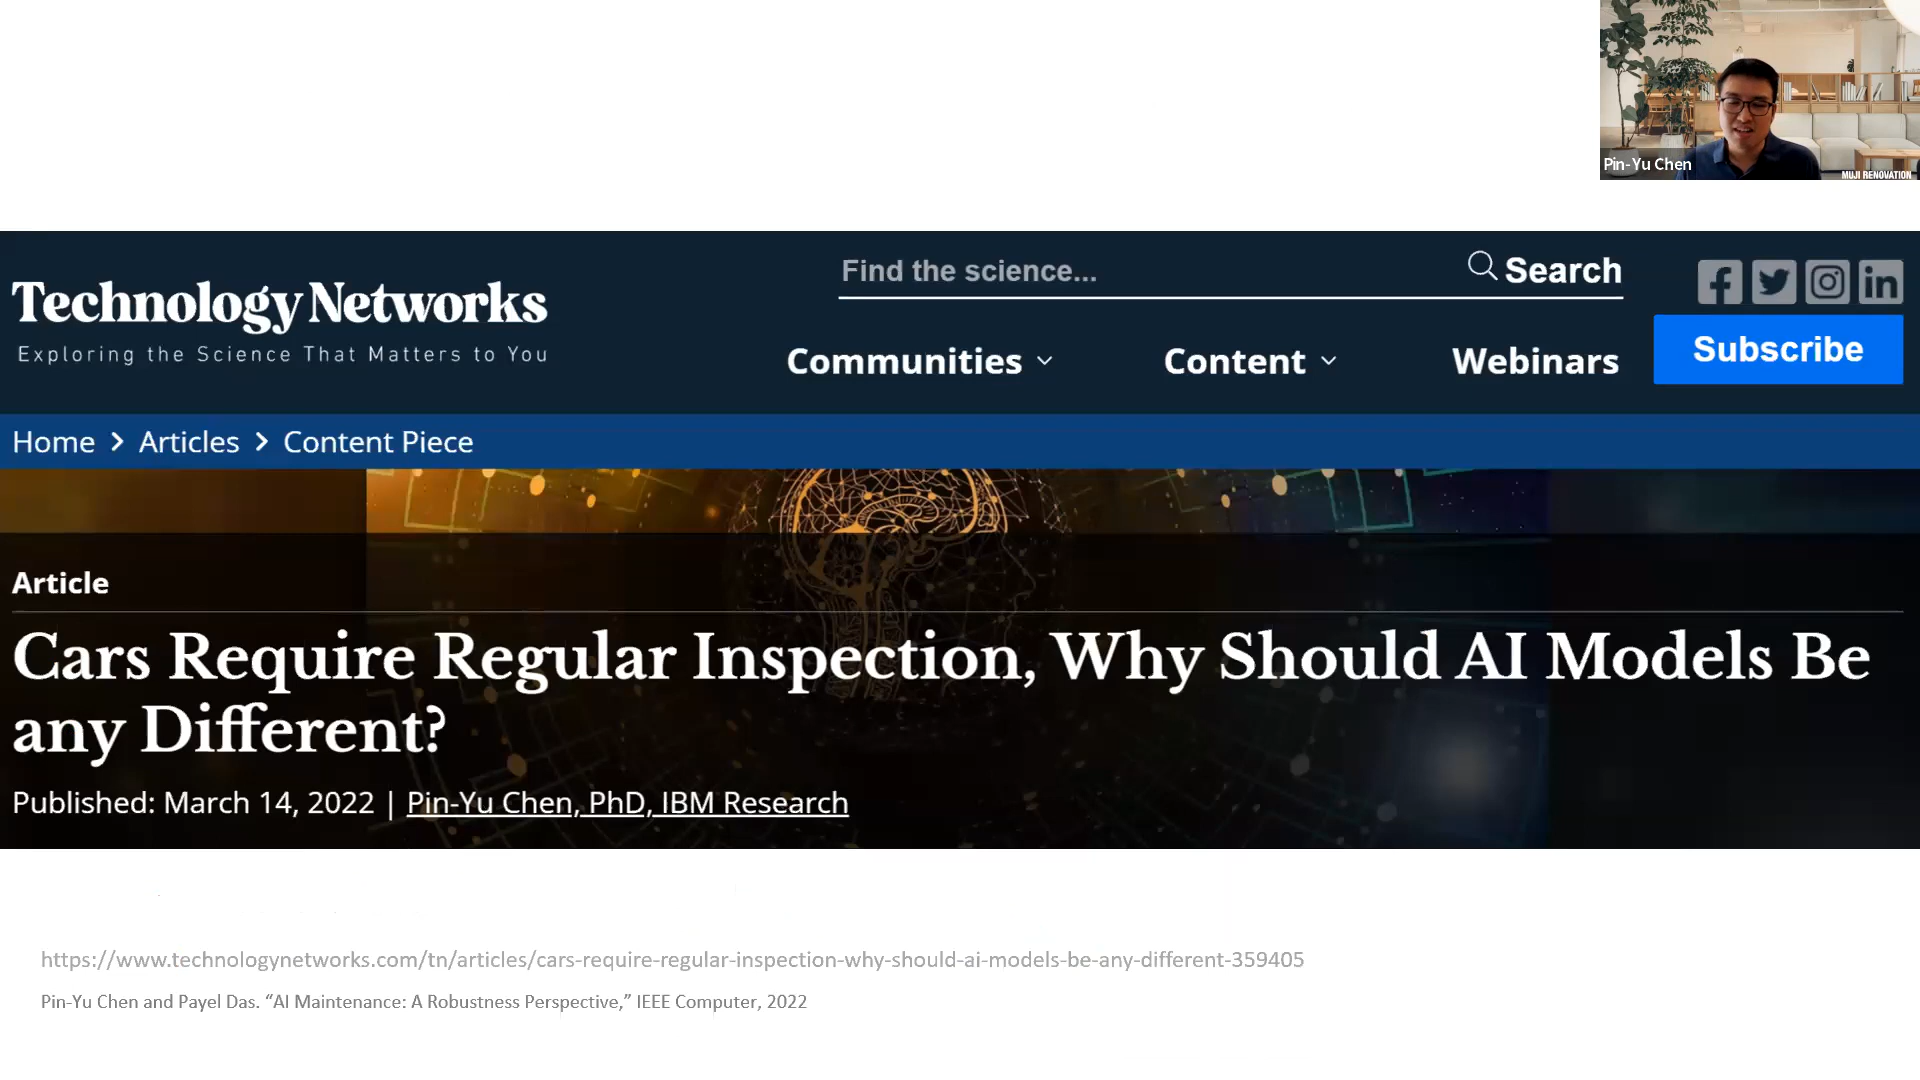 Pin-Yu Chen
MUJI RENOVATION
Technology Networks
Exploring the Science That Matters to You
Find the science...
Search
Communities
Content
Webinars
Subscribe
Home > Articles > Content Piece
Article
Cars Require Regular Inspection, Why Should AI Models Be
any Different?
Published: March 14, 2022 | Pin-Yu Chen, PhD, IBM Research
https://www.technologynetworks.com/tn/articles/cars-require-regular-inspection-why-should-ai-models-be-any-different-359405
Pin-Yu Chen and Payel Das. “AI Maintenance: A Robustness Perspective,” IEEE Computer, 2022